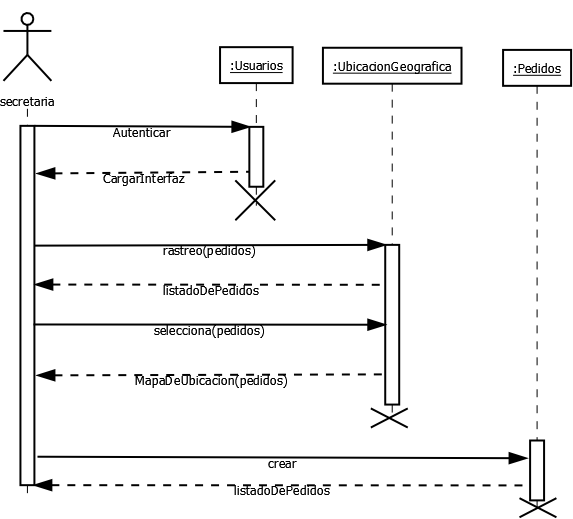 :Usuarios
:UbicacionGeografica
:Pedidos
secretaria
Autenticar
CargarInterfaz
rastreo(pedidos)
listadoDePedidos
selecciona(pedidos)
MapaDeUbicacion(pedidos)
crear
listadoDePedidos